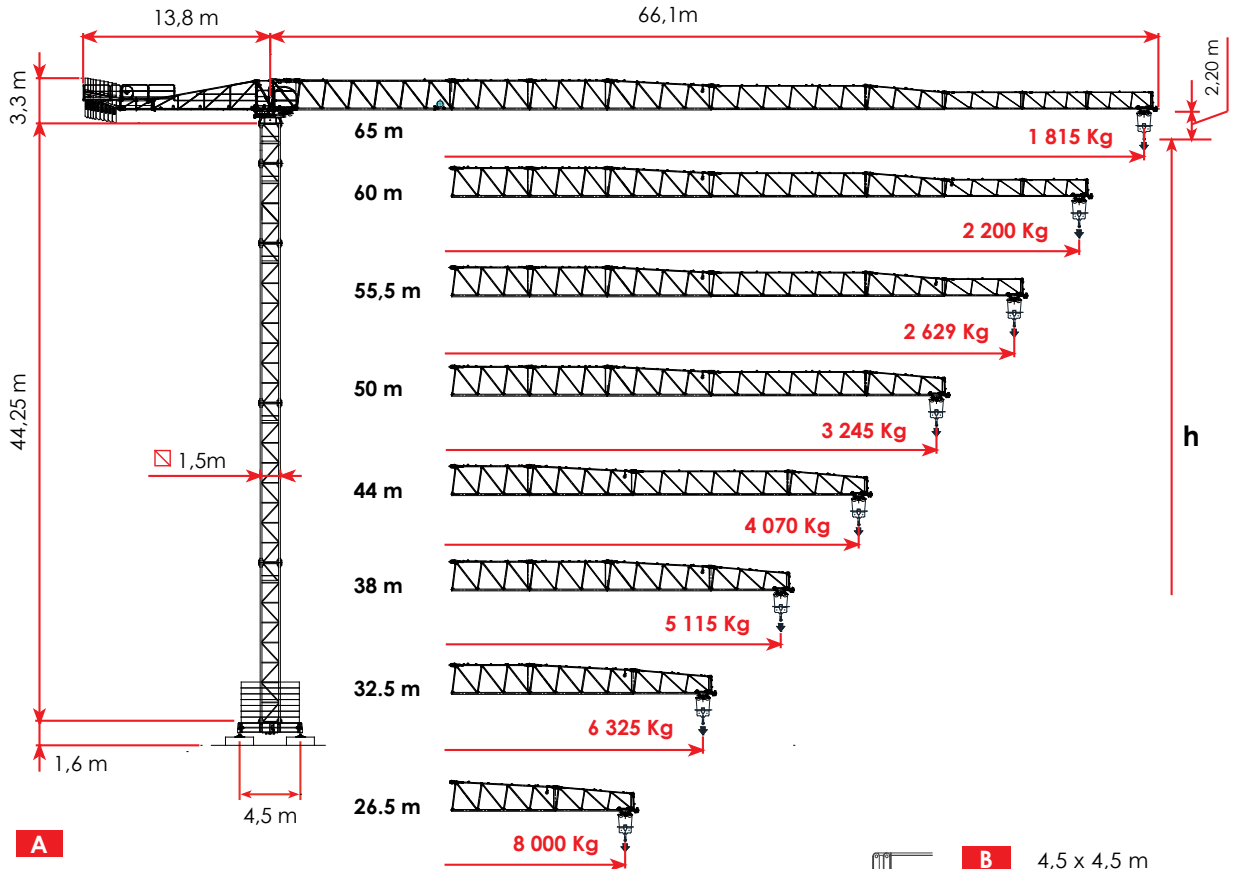 13,8 m
66,1m
2,20 m
3,3 m
65 m
1 815 Kg
60 m
2 200 Kg
55,5 m
2 629 Kg
50 m
3 245 Kg
h
44,25 m
1,5m
44 m
4 070 Kg
38 m
5 115 Kg
32.5 m
6 325 Kg
1,6 m
4,5 m
26.5 m
8 000 Kg
A
B 4,5 x 4,5 m